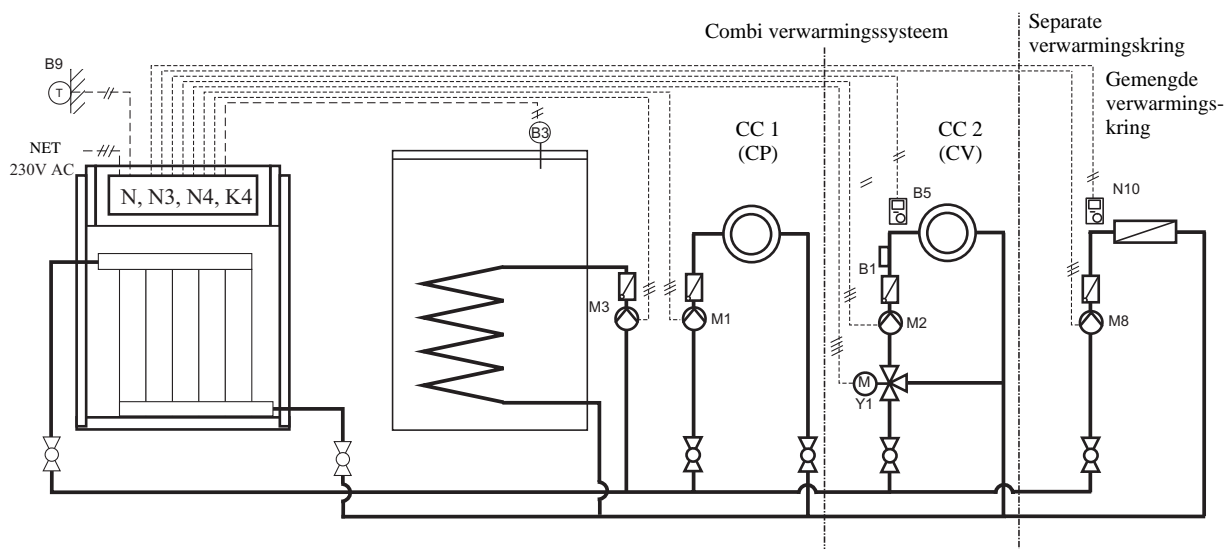 Combi verwarmingssysteem
Separate
verwarmingskring
Gemengde
verwarmings-
kring
B9
T
NET
230V AC
N, N3, N4, K4
B3
CC 1
(CP)
CC 2
(CV)
B5
N10
B1
M3
M1
M2
M8
M
Y1